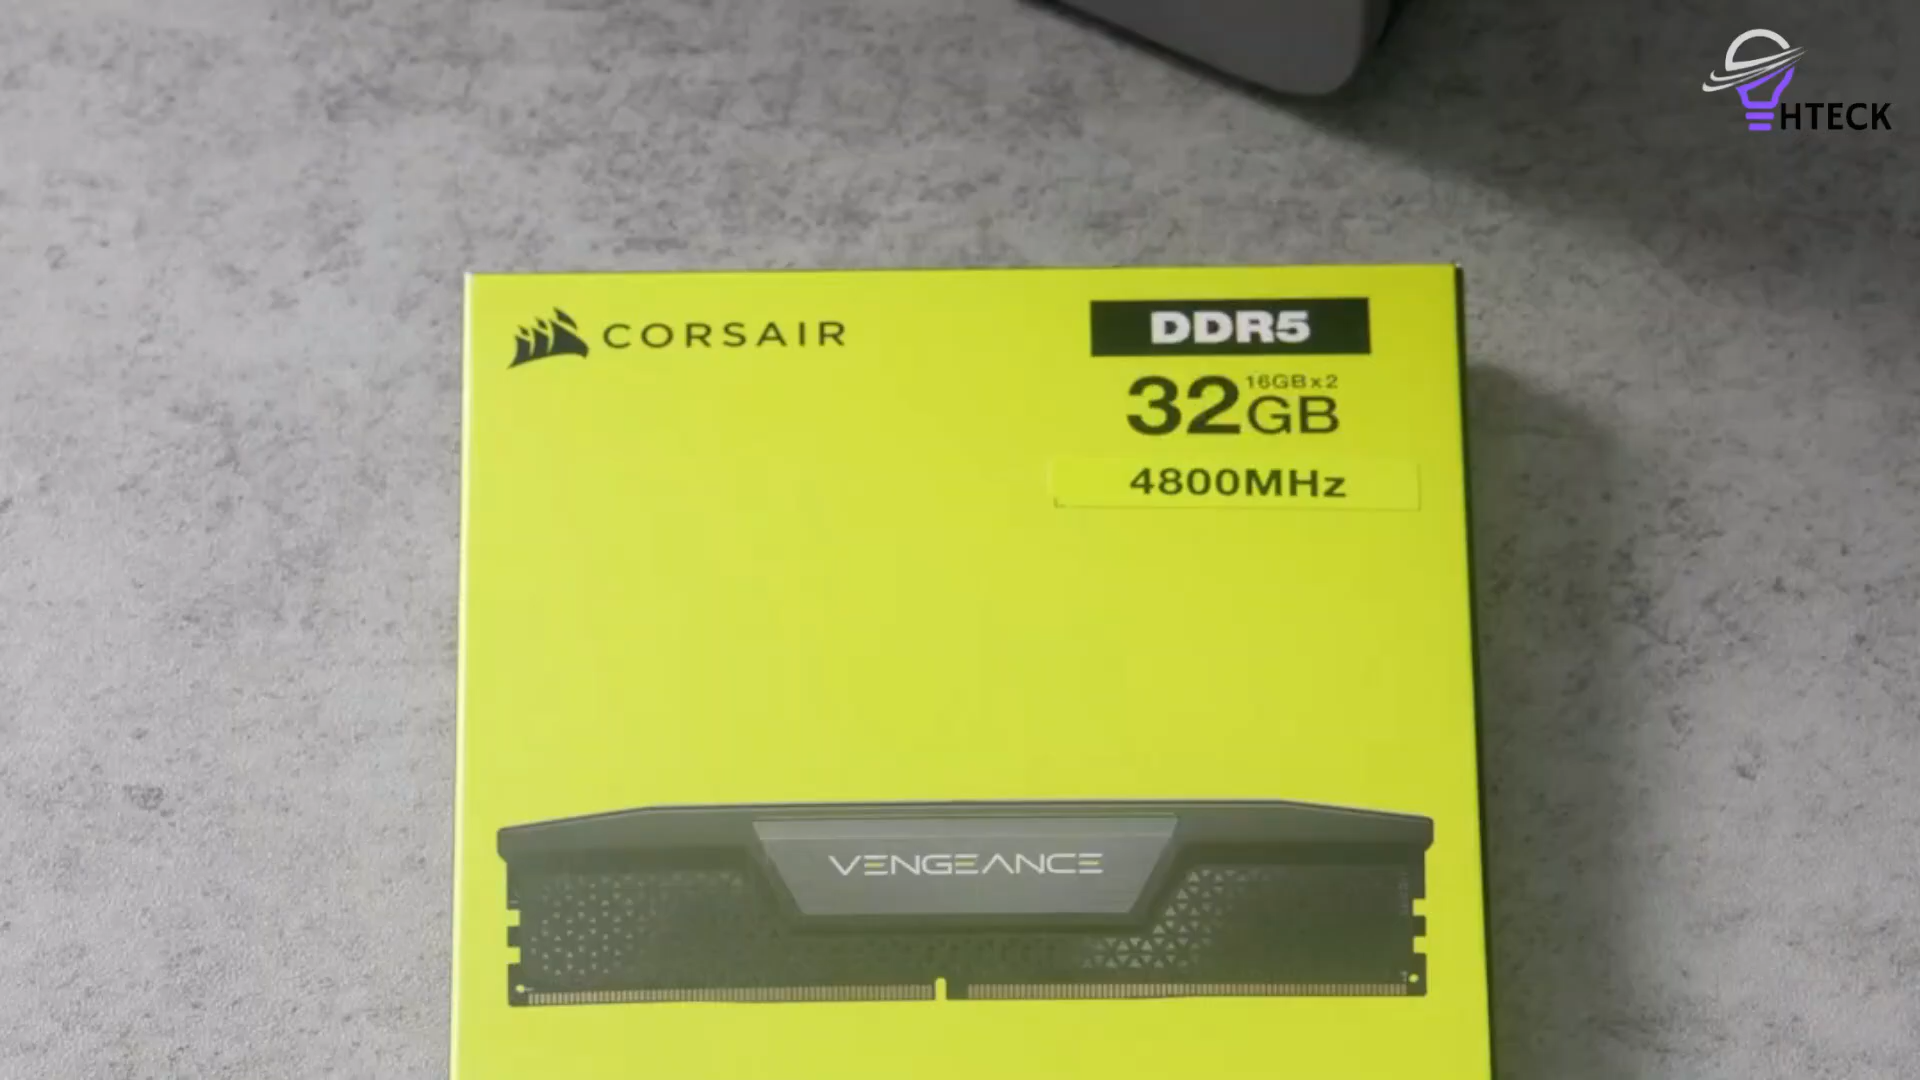 HTECK
CORSAIR
DDR5
16GBx2
32GB
4800MHz
VENGEANCE